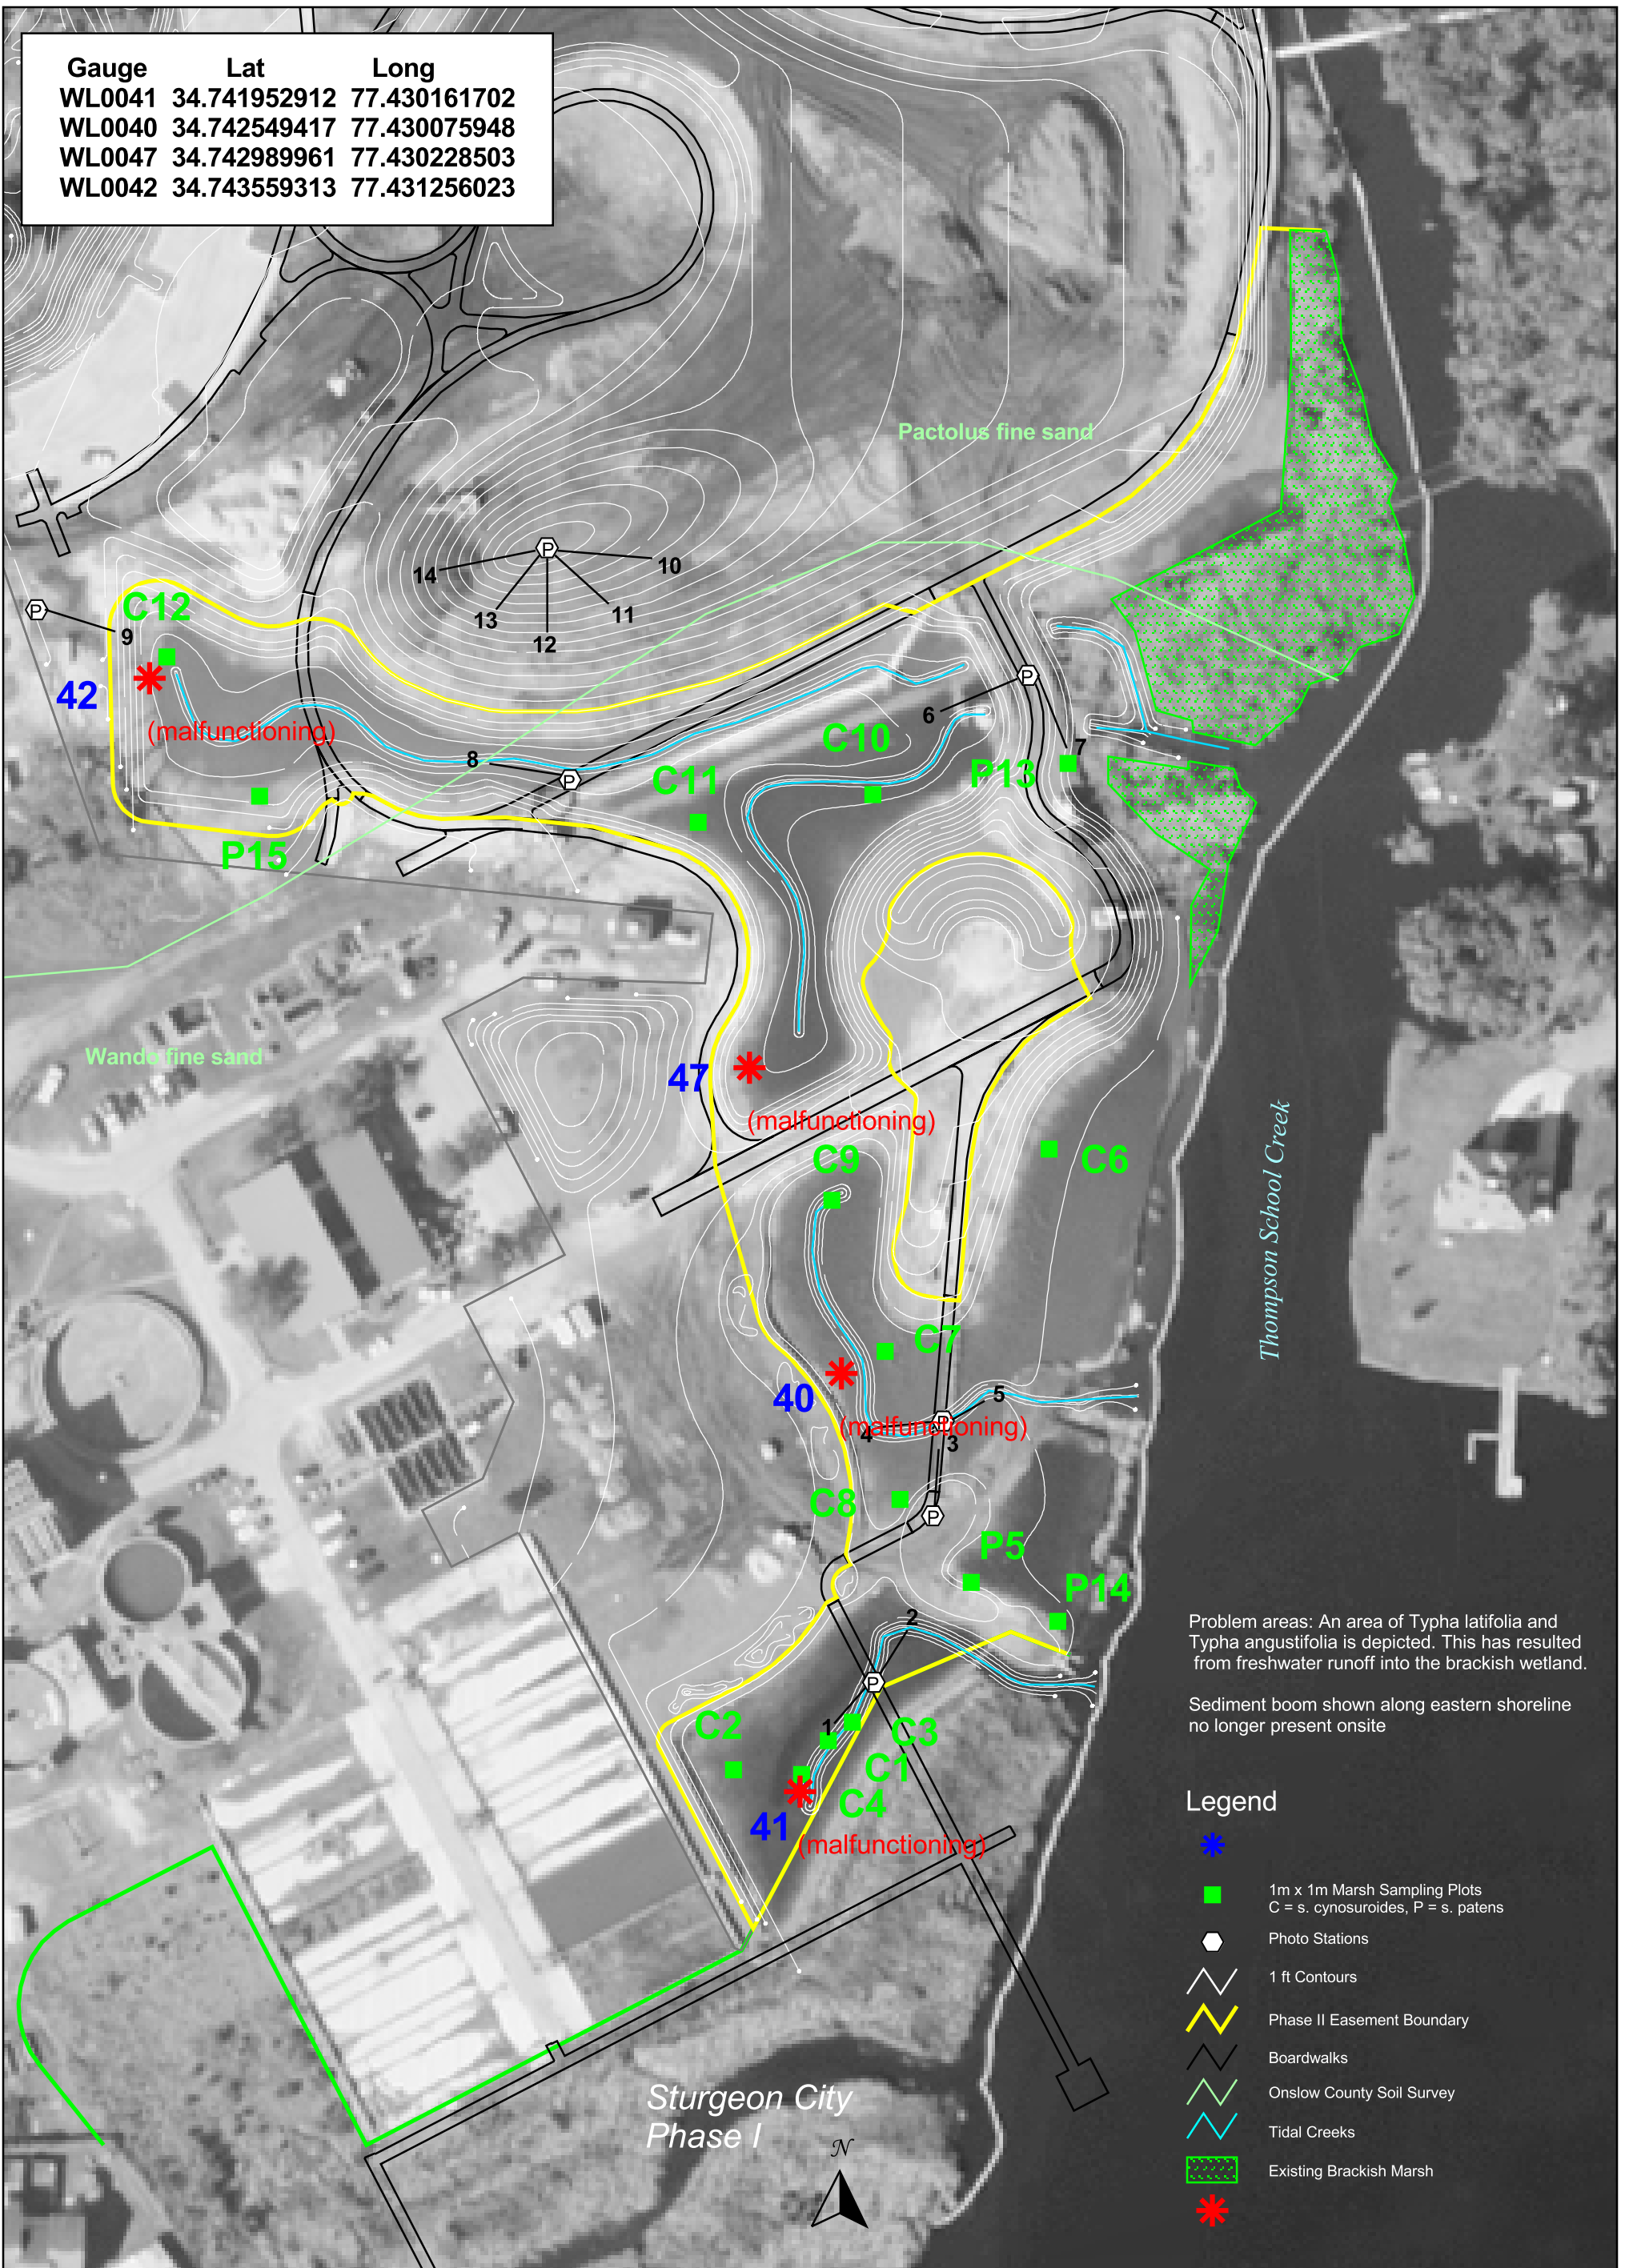 Gauge Lat Long
WL0041 34.741952912 77.430161702
WL0040 34.742549417 77.430075948
WL0047 34.742989961 77.430228503
WL0042 34.743559313 77.431256023
Pactolus fine sand
P
14
10
13
11
12
P
9
C12
42
(malfunctioning)
P
6
7
8
P
C10
P13
C11
P15
Wando fine sand
47
(malfunctioning)
C9
C6
Thompson School Creek
C7
40
5
P
(malfunctioning)
4
3
C8
P
P5
P14
2
P
1
C2
C3
C1
C4
41
(malfunctioning)
Problem areas: An area of Typha latifolia and
Typha angustifolia is depicted. This has resulted
from freshwater runoff into the brackish wetland.
Sediment boom shown along eastern shoreline
no longer present onsite
Legend
1m x 1m Marsh Sampling Plots
C = s. cynosuroides, P = s. patens
Photo Stations
1 ft Contours
Phase II Easement Boundary
Boardwalks
Onslow County Soil Survey
Tidal Creeks
Existing Brackish Marsh
Sturgeon City
Phase I
N